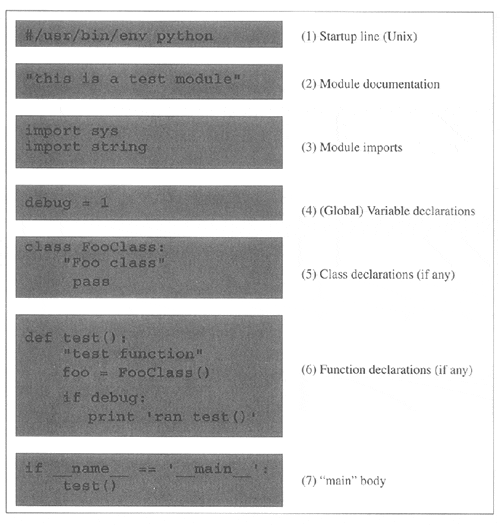 #/usr/bin/env python
(1) Startup line (Unix)
"this is a test module"
(2) Module documentation
import sys
import string
(3) Module imports
debug = 1
(4) (Global) Variable declarations
class FooClass:
"Foo class"
pass
(5) Class declarations (if any)
def test():
"test function"
foo = FooClass()
if debug:
print 'ran test()'
(6) Function declarations (if any)
if __name__ == '__main__':
test()
(7) "main" body